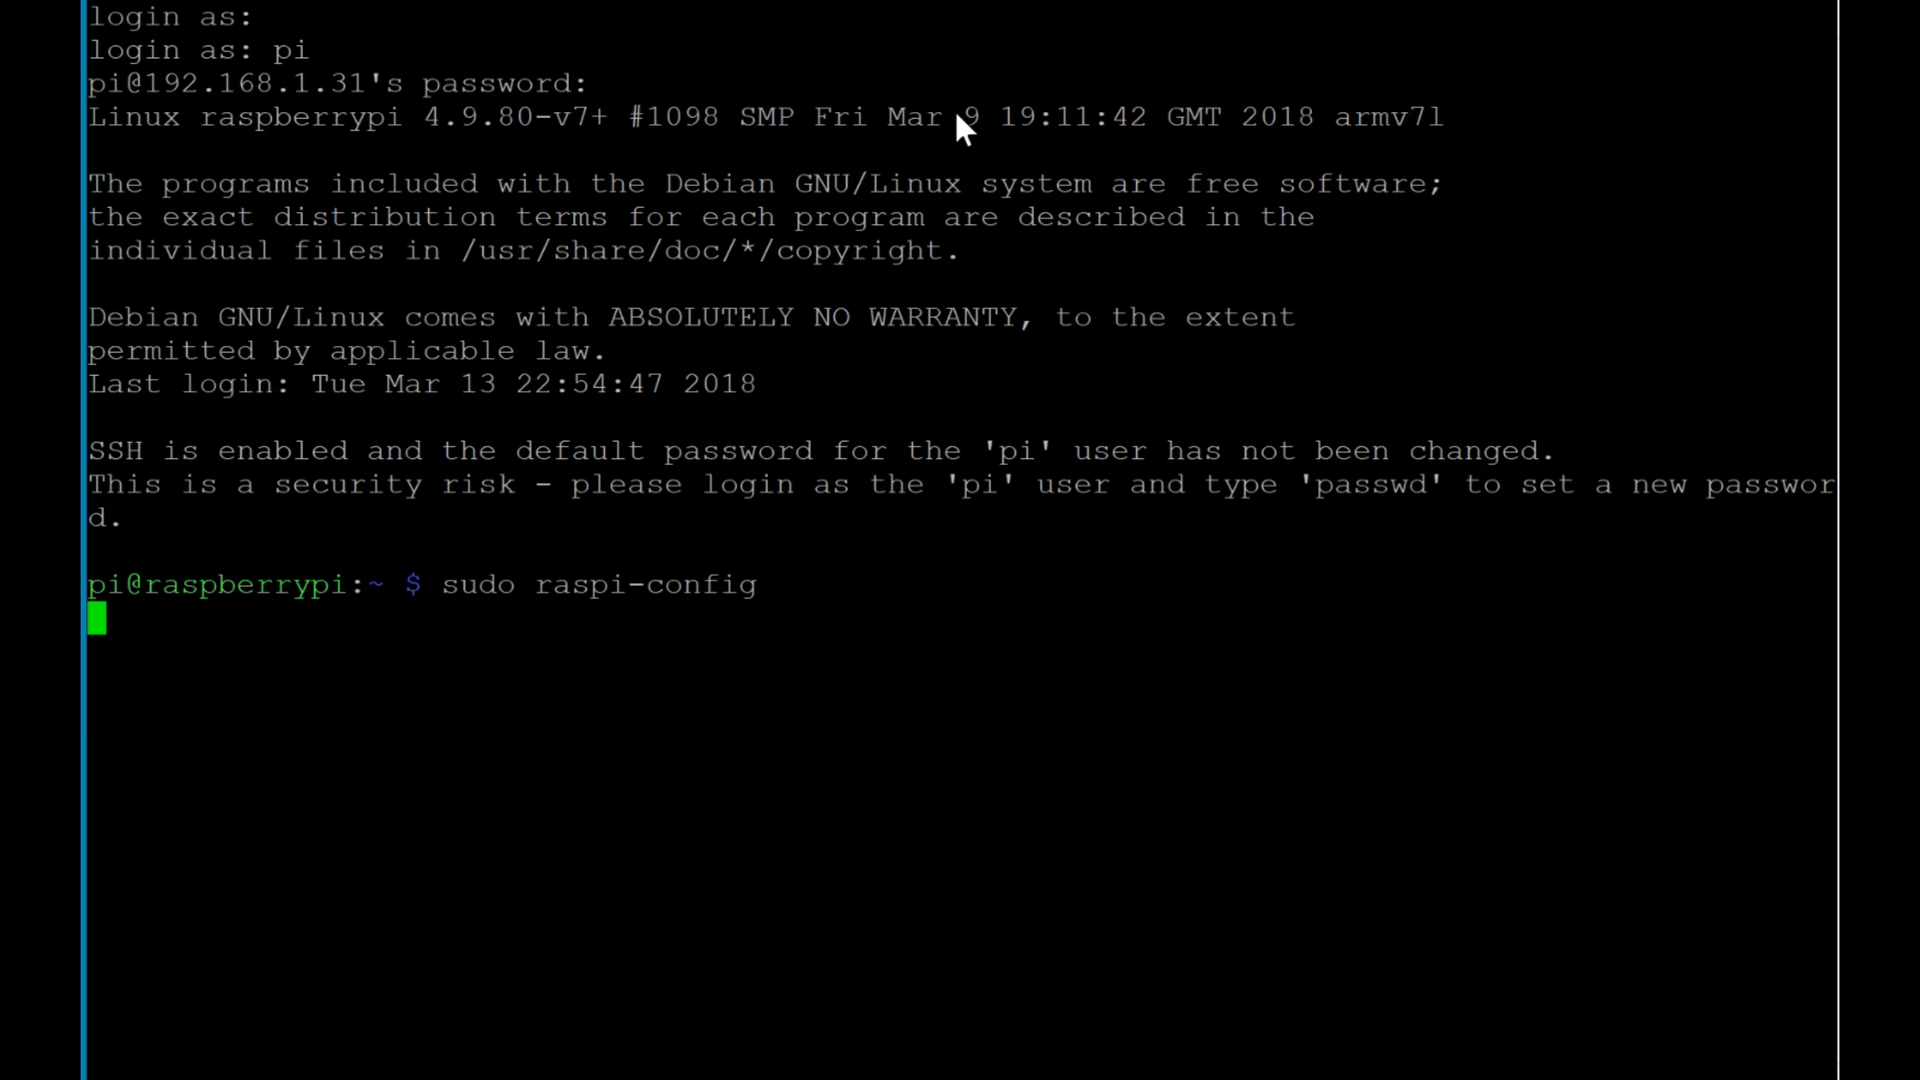 login as:
login as: pi
pi@192.168.1.31's password:
Linux raspberrypi 4.9.80-v7+ #1098 SMP Fri Mar 9 19:11:42 GMT 2018 armv7l
The programs included with the Debian GNU/Linux system are free software;
the exact distribution terms for each program are described in the
individual files in /usr/share/doc/*/copyright.
Debian GNU/Linux comes with ABSOLUTELY NO WARRANTY, to the extent
permitted by applicable law.
Last login: Tue Mar 13 22:54:47 2018
SSH is enabled and the default password for the 'pi' user has not been changed.
This is a security risk - please login as the 'pi' user and type 'passwd' to set a new passwor
d.
pi@raspberrypi:~ $ sudo raspi-config